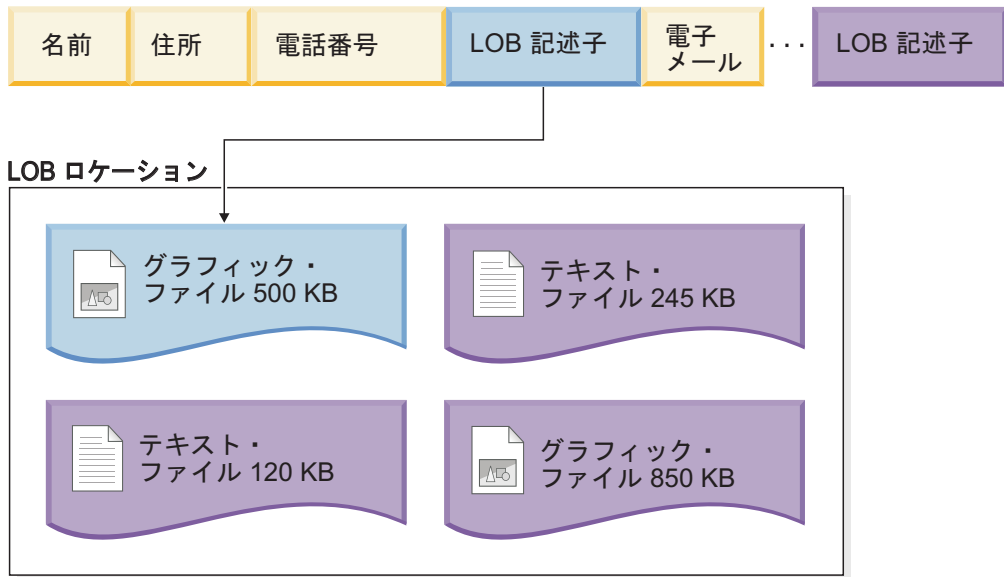 名前
住所
電話番号
LOB 記述子
電子
メール
...
LOB 記述子
LOB ロケーション
グラフィック・
ファイル 500 KB
テキスト・
ファイル 245 KB
テキスト・
ファイル 120 KB
グラフィック・
ファイル 850 KB